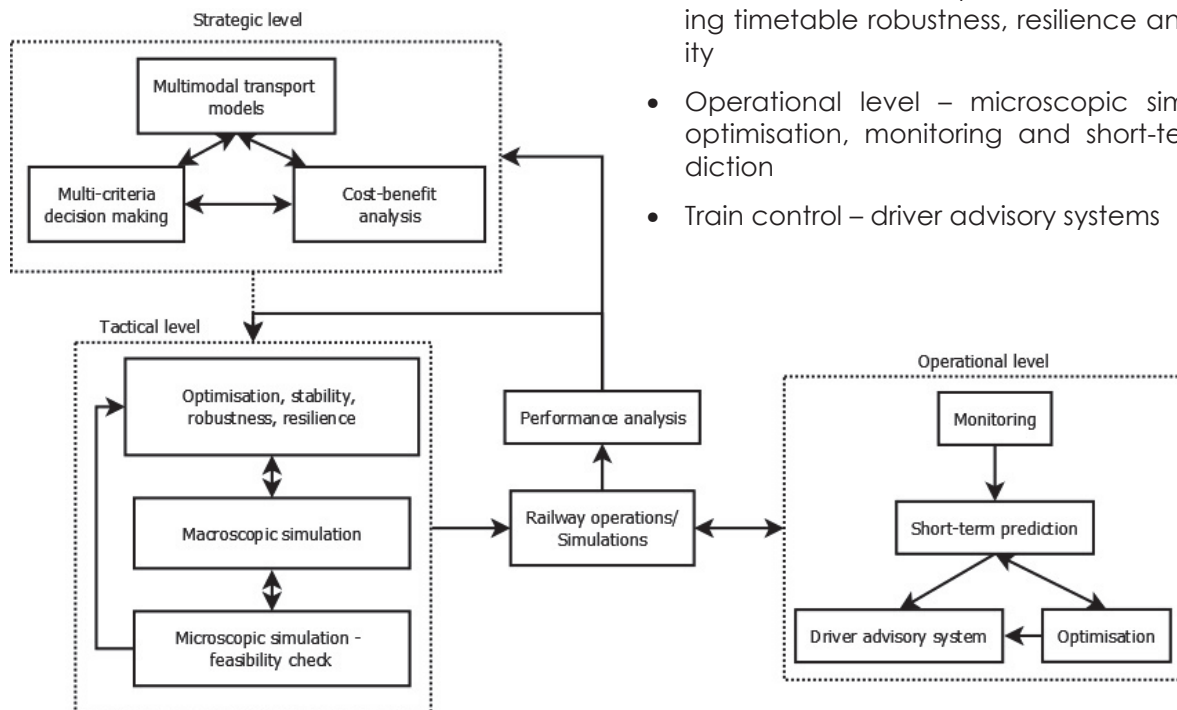 Strategic level
Multimodal transport
models
Multi-criteria
decision making
Cost-benefit
analysis
ing timetable robustness, resilience an
ity
• Operational level – microscopic sim
optimisation, monitoring and short-te
diction
• Train control – driver advisory systems
Tactical level
Optimisation, stability,
robustness, resilience
Macroscopic simulation
Microscopic simulation -
feasibility check
Performance analysis
Railway operations/
Simulations
Operational level
Monitoring
Short-term prediction
Driver advisory system
Optimisation